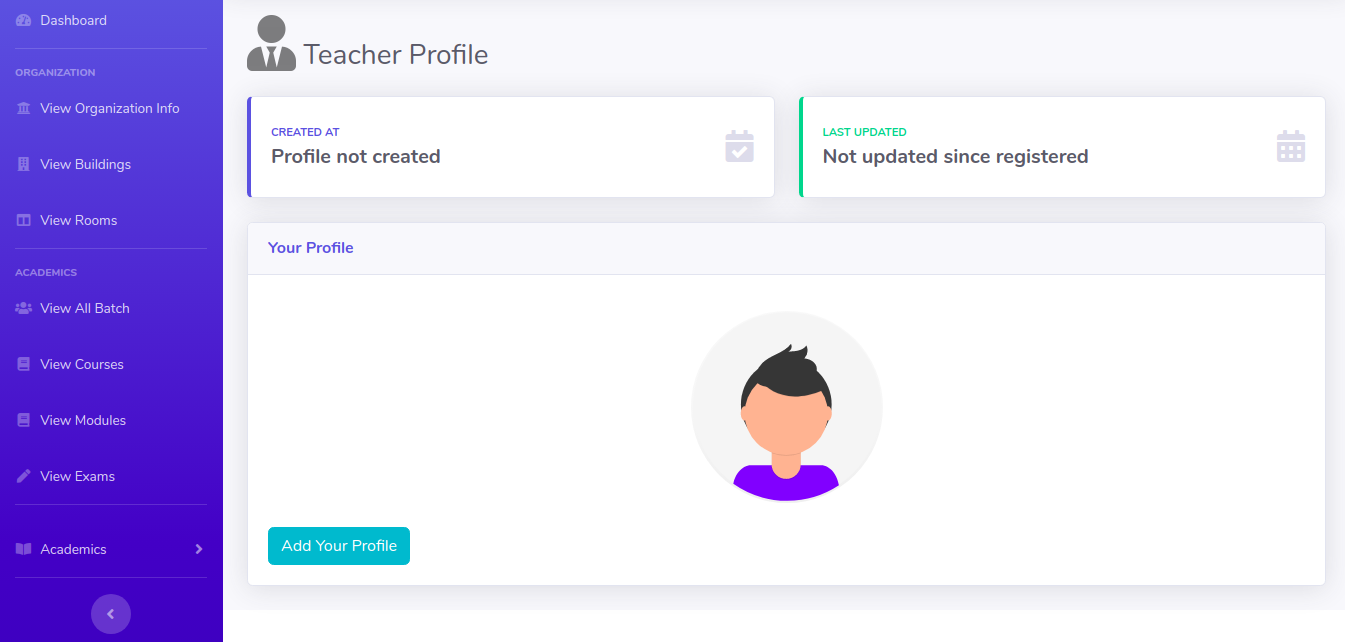 Dashboard
ORGANIZATION
View Organization Info
View Buildings
View Rooms
ACADEMICS
View All Batch
View Courses
View Modules
View Exams
Academics
Teacher Profile
CREATED AT
Profile not created
LAST UPDATED
Not updated since registered
Your Profile
Add Your Profile